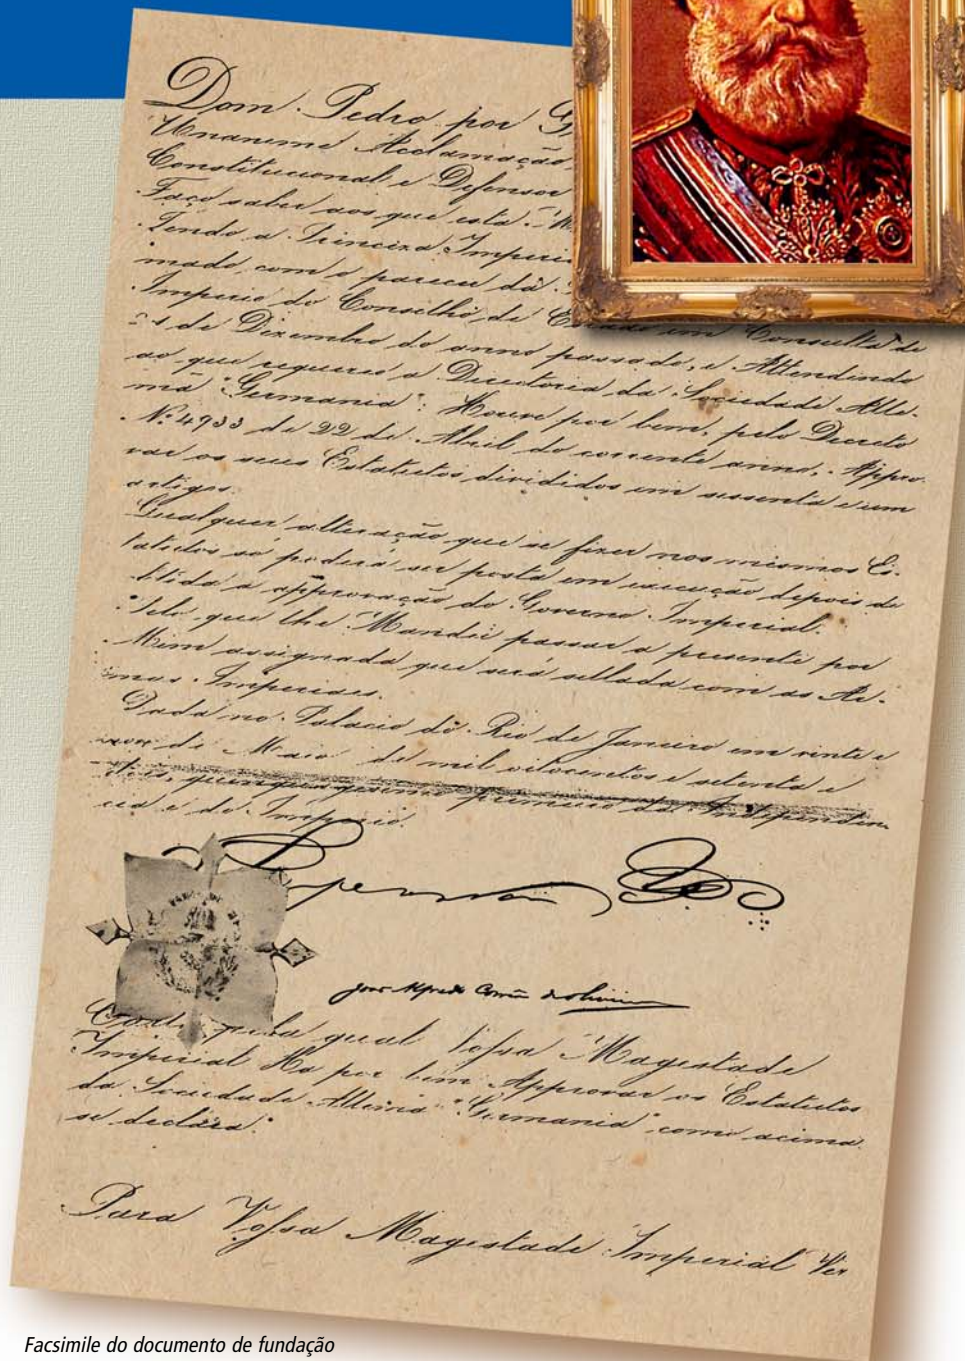 Dom Pedro por G
Unanime Acclamação
Constitucional e Defensor
Faço saber aos que esta
Tendo a Princeza Imperi
mado com o parecer da
Imperio do Conselho de Estado em Consulta de
de Dezembro do anno passado, e Attendendo
ao que requereu a Directoria da Sociedade Alle-
mã "Germania": Houve por bem, pelo Decreto
Nº 4933 de 22 de Abril do corrente anno, Appro-
var os seus Estatutos divididos em sessenta e um
artigos.
Qualquer alteração que se fizer nos mesmos Es-
tatutos só poderá ser posta em execução depois de
obtida a approvação do Governo Imperial.
Pelo que lhe Mandei passar a presente por
Mim assignada que será sellada com as Ar-
mas Imperiaes.
Dada no Palacio do Rio de Janeiro em vinte e
de Maio de mil oitocentos e setenta e
quinquagesimo primeiro da Independen-
cia e do Imperio.
João Alfredo Corrêa de Oliveira
Carta pela qual Vossa Magestade
Imperial Ha por bem Approvar os Estatutos
da Sociedade Allemã "Germania" como acima
se declara.
Para Vossa Magestade Imperial Ver
Facsimile do documento de fundação